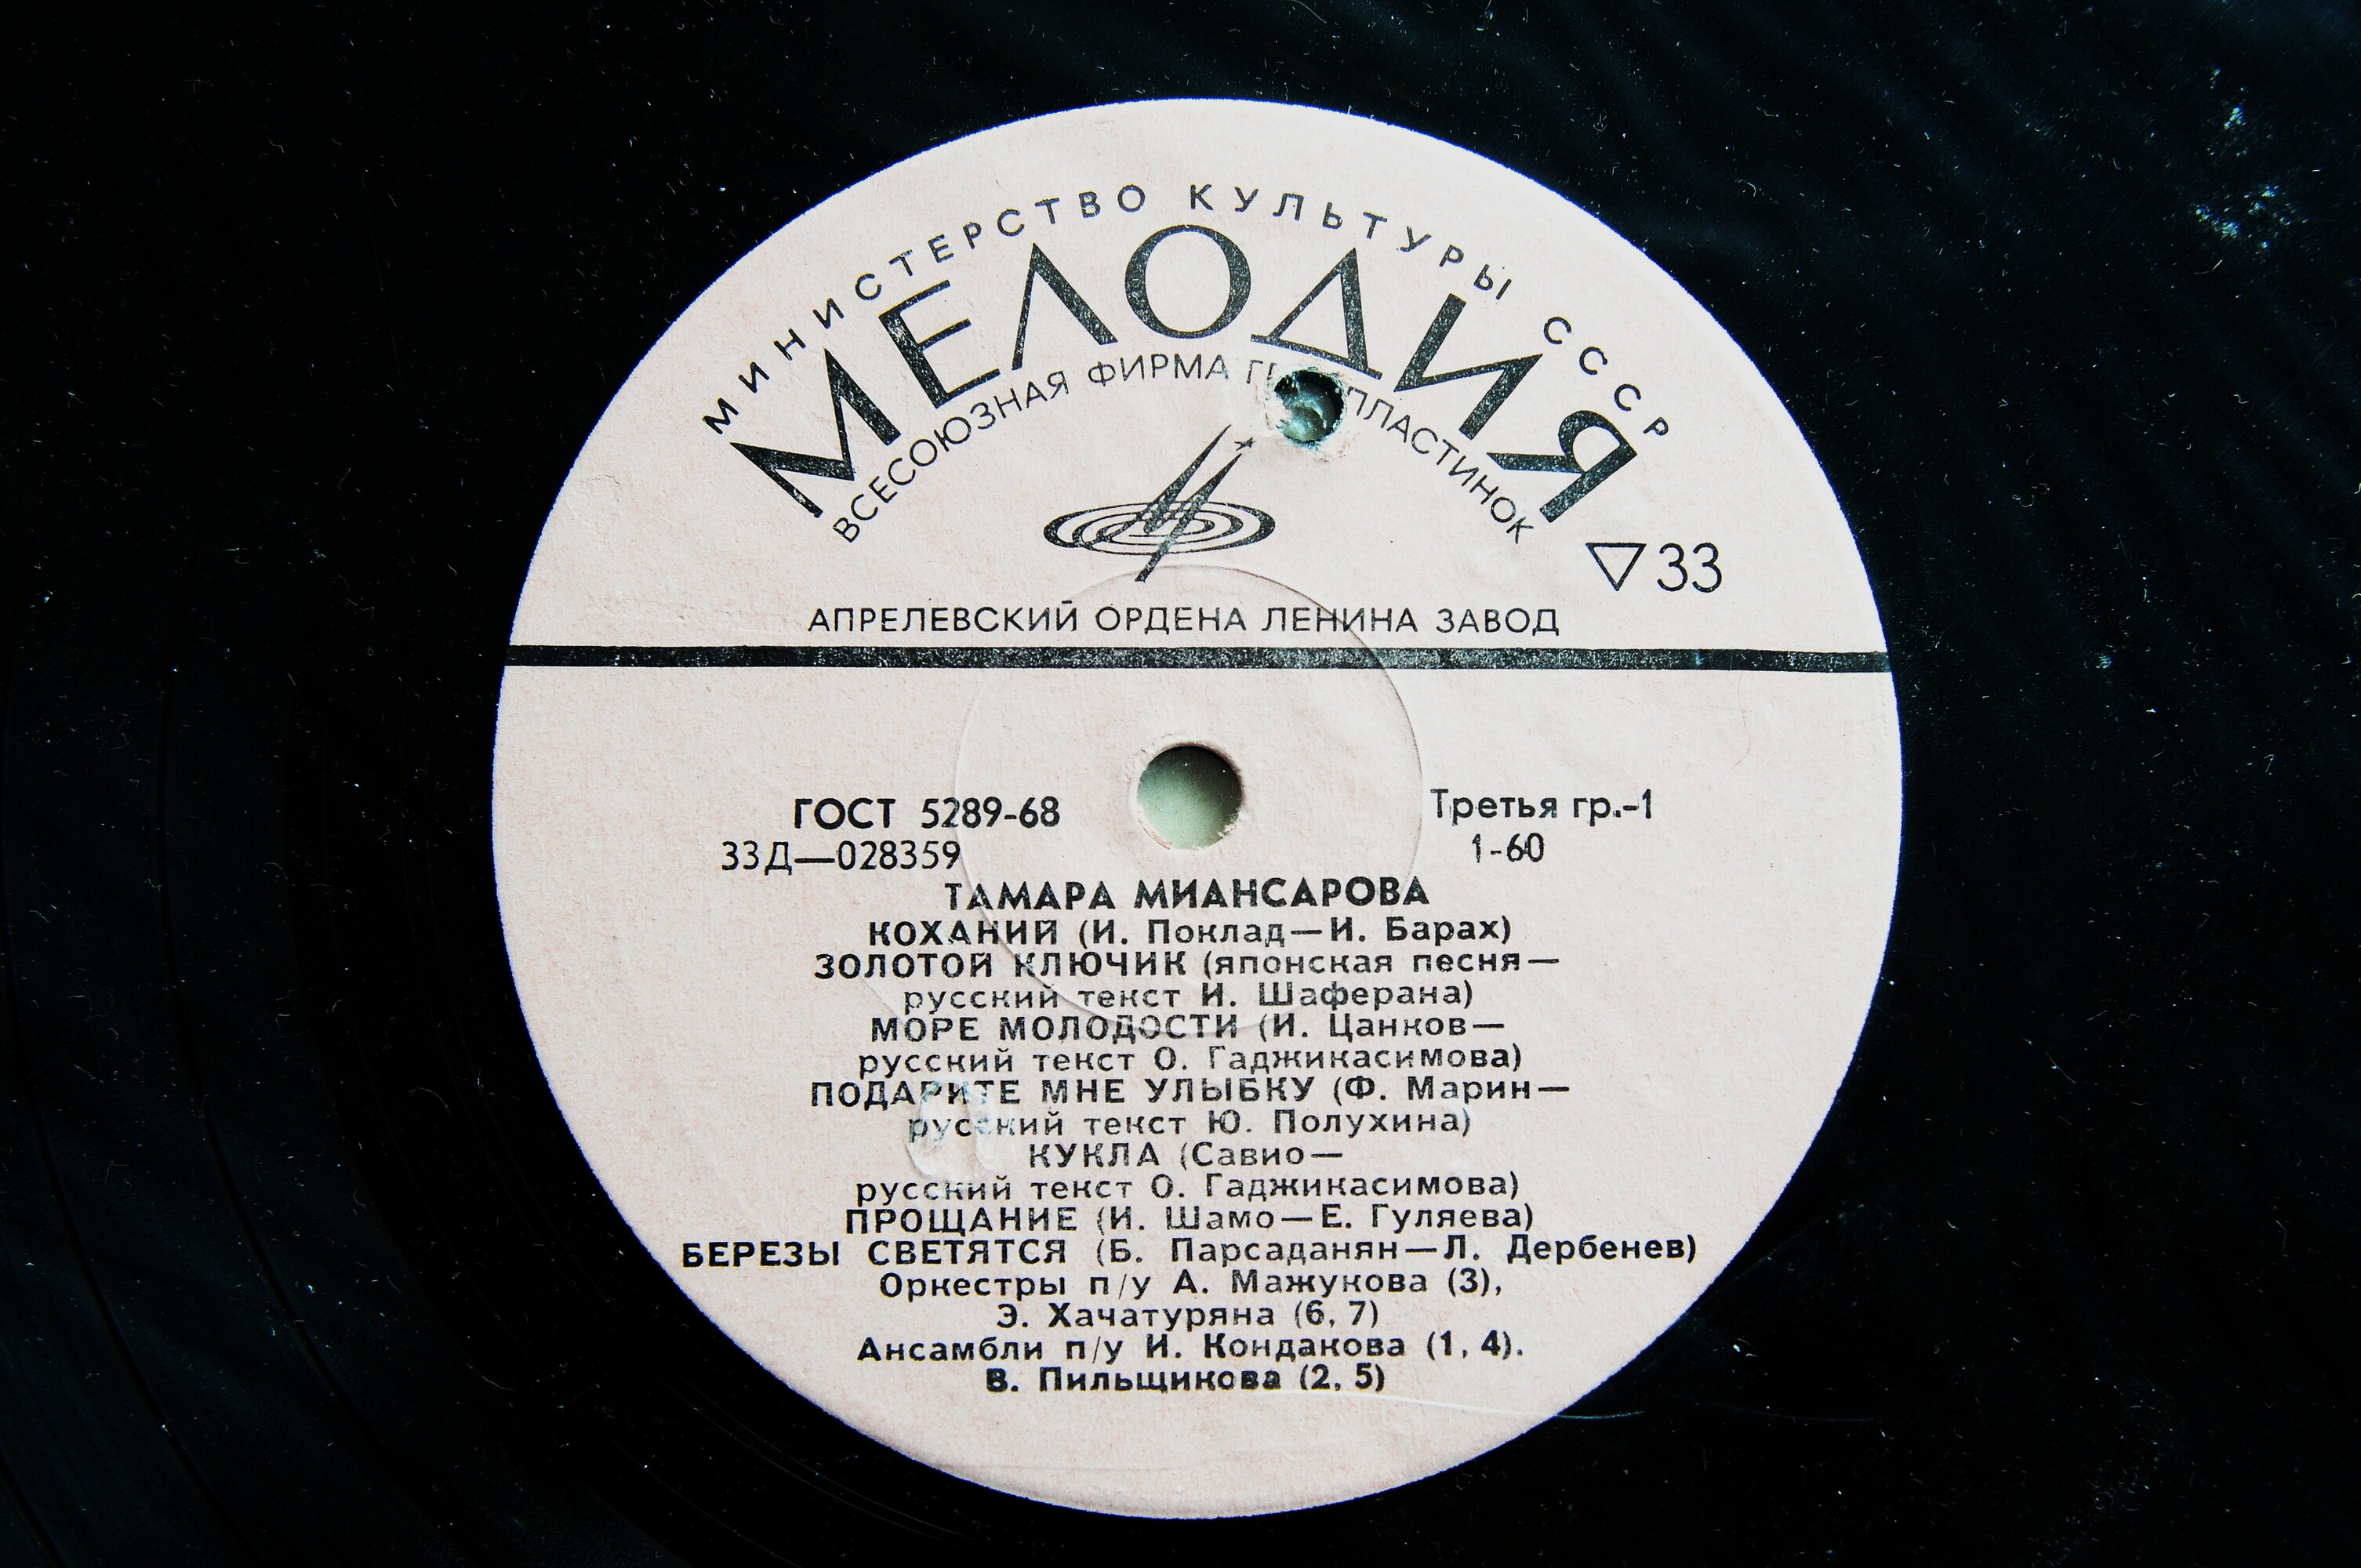 МИНИСТЕРСТВО КУЛЬТУРЫ СССР
МЕЛОДИЯ
ВСЕСОЮЗНАЯ ФИРМА
▽33
АПРЕЛЕВСКИЙ ОРДЕНА ЛЕНИНА ЗАВОД
ГОСТ 5289-68 Третья гр.-1
33Д—028359 1-60
ТАМАРА МИАНСАРОВА
КОХАНИЙ (И. Поклад—И. Барах)
ЗОЛОТОЙ КЛЮЧИК (японская песня—
русский текст И. Шаферана)
МОРЕ МОЛОДОСТИ (И. Цанков—
русский текст О. Гаджикасимова)
ПОДАРИТЕ МНЕ УЛЫБКУ (Ф. Марин—
русский текст Ю. Полухина)
КУКЛА (Савио—
русский текст О. Гаджикасимова)
ПРОЩАНИЕ (И. Шамо—Е. Гуляева)
БЕРЕЗЫ СВЕТЯТСЯ (Б. Парсаданян—Л. Дербенев)
Оркестры п/у А. Мажукова (3),
Э. Хачатуряна (6, 7)
Ансамбли п/у И. Кондакова (1, 4).
В. Пильщикова (2, 5)